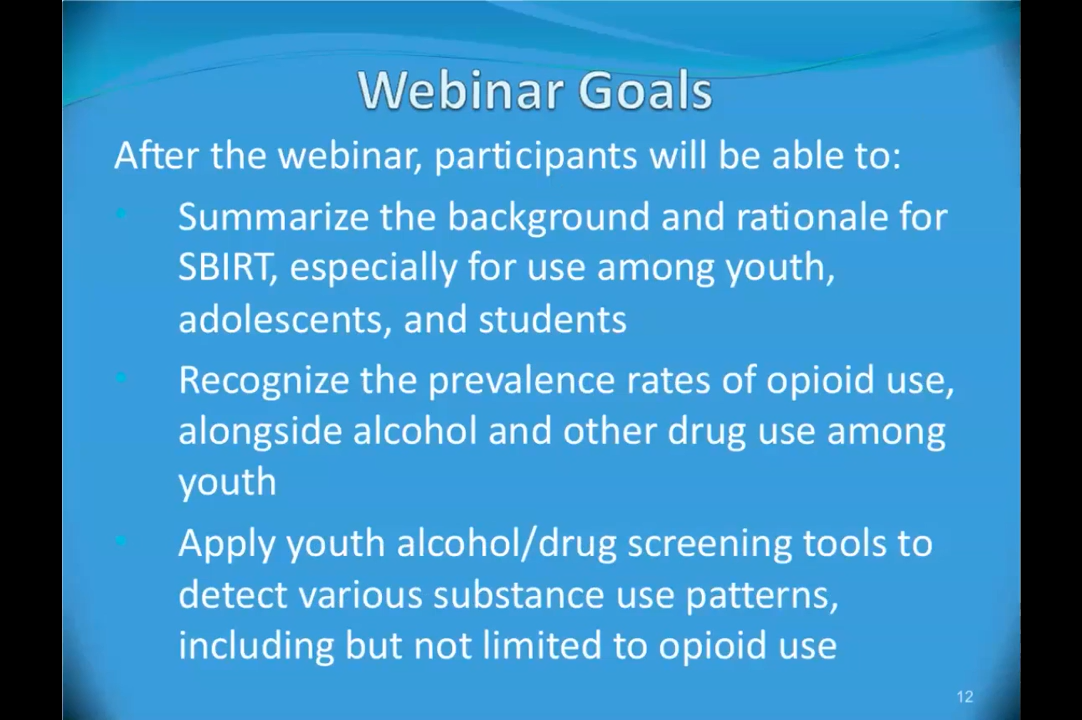 Webinar Goals
After the webinar, participants will be able to:
• Summarize the background and rationale for
SBIRT, especially for use among youth,
adolescents, and students
• Recognize the prevalence rates of opioid use,
alongside alcohol and other drug use among
youth
• Apply youth alcohol/drug screening tools to
detect various substance use patterns,
including but not limited to opioid use
12